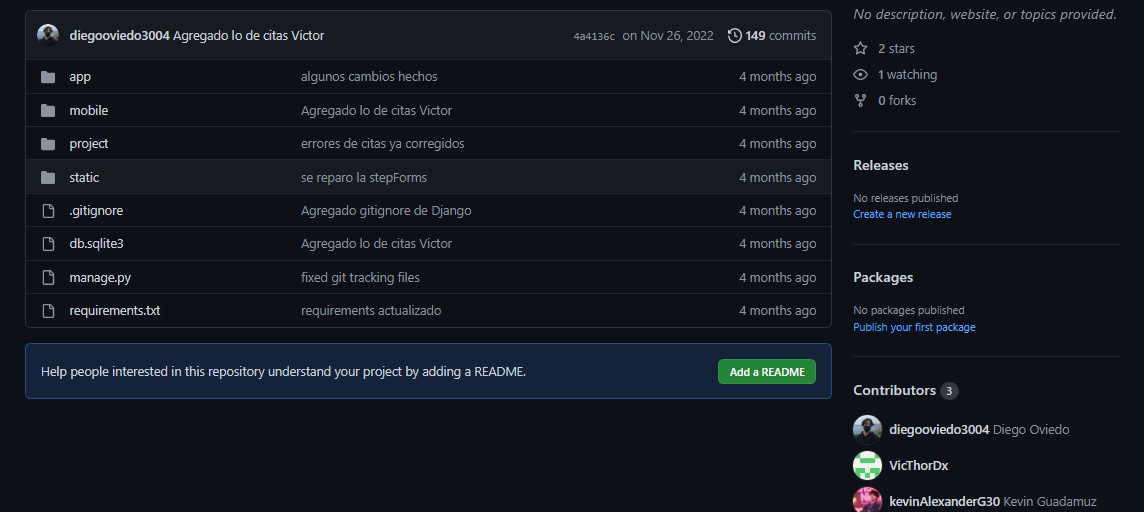 diegooviedo3004 Agregado lo de citas Victor 4a4136c on Nov 26, 2022 149 commits
app algunos cambios hechos 4 months ago
mobile Agregado lo de citas Victor 4 months ago
project errores de citas ya corregidos 4 months ago
static se reparo la stepForms 4 months ago
.gitignore Agregado gitignore de Django 4 months ago
db.sqlite3 Agregado lo de citas Victor 4 months ago
manage.py fixed git tracking files 4 months ago
requirements.txt requirements actualizado 4 months ago
Help people interested in this repository understand your project by adding a README. Add a README
No description, website, or topics provided.
2 stars
1 watching
0 forks
Releases
No releases published
Create a new release
Packages
No packages published
Publish your first package
Contributors 3
diegooviedo3004 Diego Oviedo
VicThorDx
kevinAlexanderG30 Kevin Guadamuz